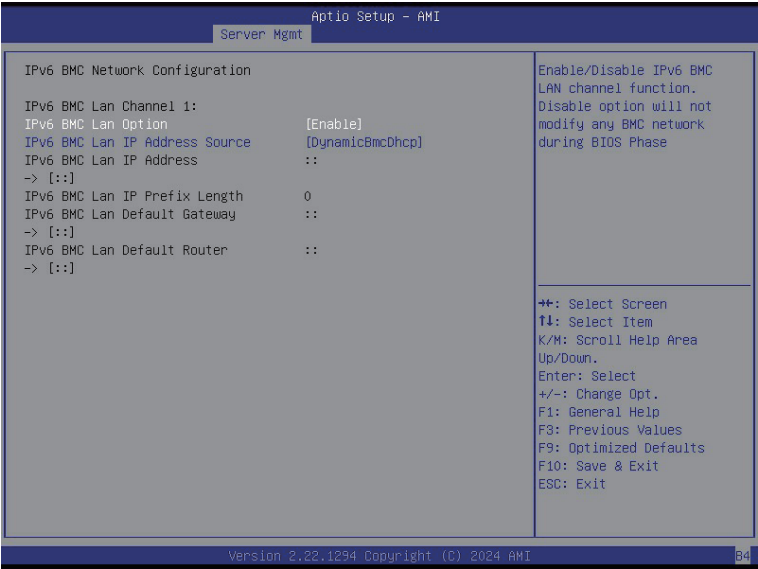 Aptio Setup – AMI
Server Mgmt
IPv6 BMC Network Configuration
IPv6 BMC Lan Channel 1:
IPv6 BMC Lan Option [Enable]
IPv6 BMC Lan IP Address Source [DynamicBmcDhcp]
IPv6 BMC Lan IP Address ::
-> [::]
IPv6 BMC Lan IP Prefix Length 0
IPv6 BMC Lan Default Gateway ::
-> [::]
IPv6 BMC Lan Default Router ::
-> [::]
Enable/Disable IPv6 BMC
LAN channel function.
Disable option will not
modify any BMC network
during BIOS Phase
→←: Select Screen
↑↓: Select Item
K/M: Scroll Help Area
Up/Down.
Enter: Select
+/-: Change Opt.
F1: General Help
F3: Previous Values
F9: Optimized Defaults
F10: Save & Exit
ESC: Exit
Version 2.22.1294 Copyright (C) 2024 AMI
B4